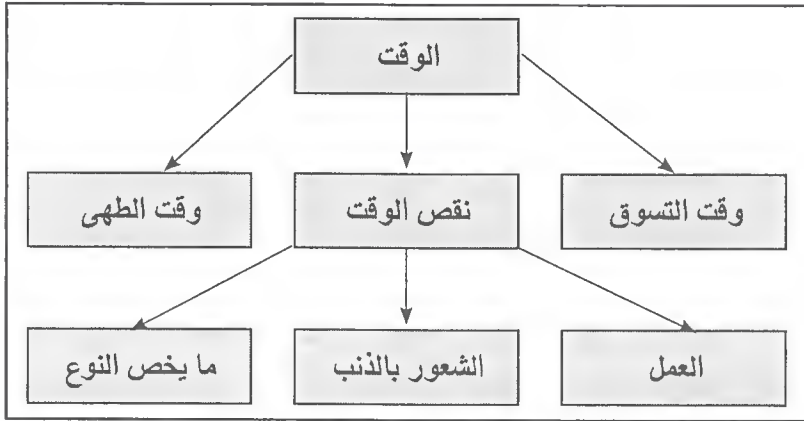 الوقت
وقت التسوق
نقص الوقت
وقت الطهى
العمل
الشعور بالذنب
ما يخص النوع